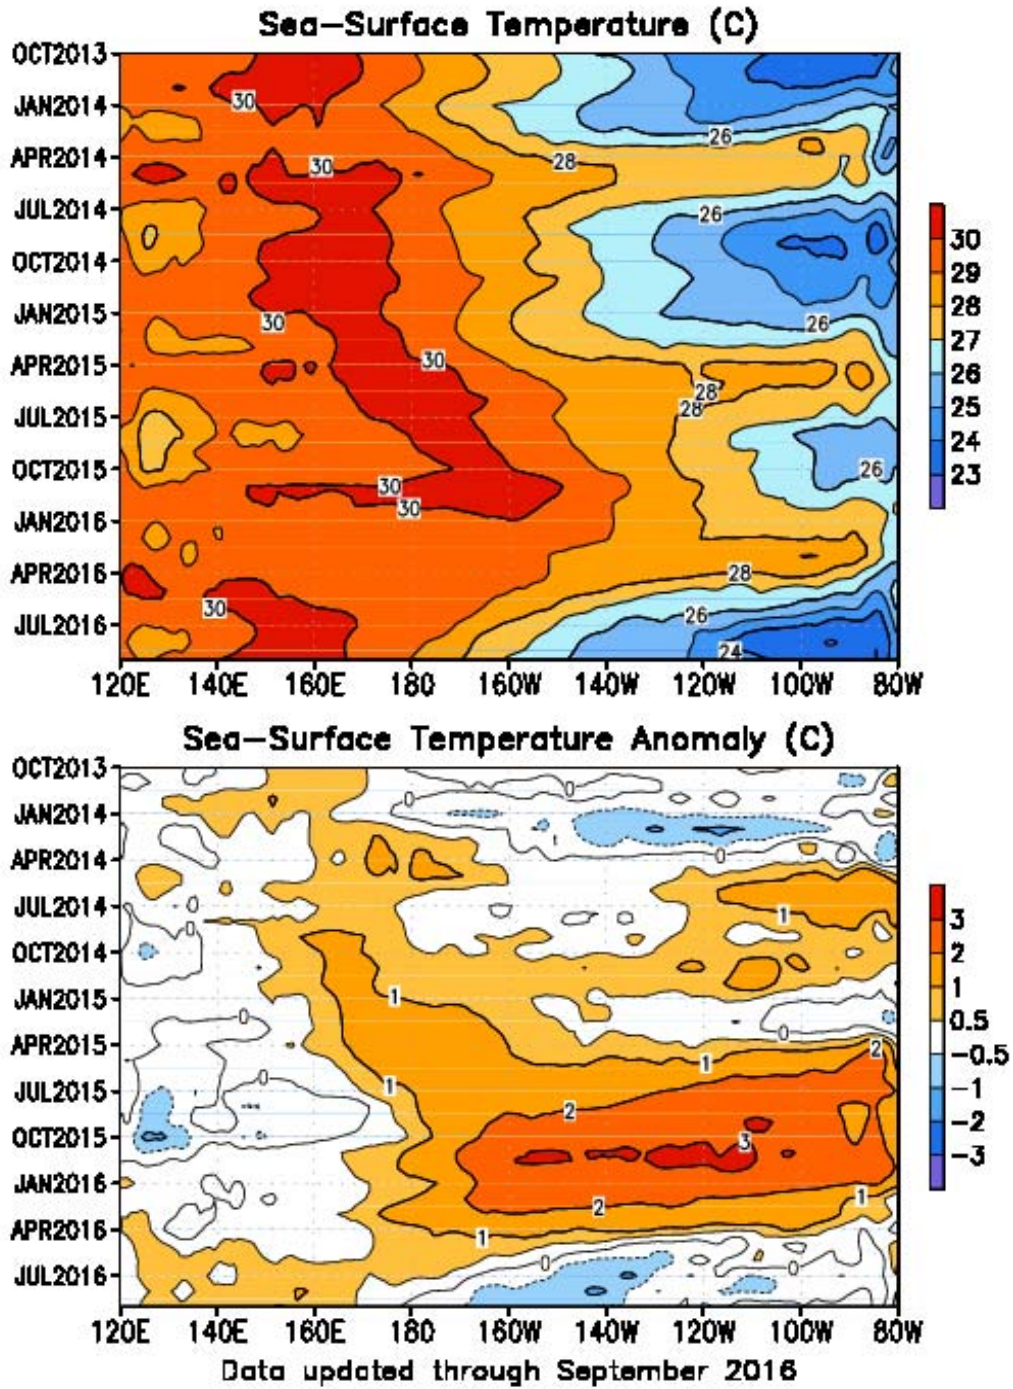 Sea-Surface Temperature (C)
OCT2013
JAN2014
APR2014
JUL2014
OCT2014
JAN2015
APR2015
JUL2015
OCT2015
JAN2016
APR2016
JUL2016
30
26
28
30
26
30
26
30
28
28
26
30
30
28
30
26
24
30
29
28
27
26
25
24
23
120E 140E 160E 180 160W 140W 120W 100W 80W
Sea-Surface Temperature Anomaly (C)
OCT2013
JAN2014
APR2014
JUL2014
OCT2014
JAN2015
APR2015
JUL2015
OCT2015
JAN2016
APR2016
JUL2016
0
0
0
1
0
1
0
0
2
1
0
1
2
3
1
2
1
0
0
3
2
1
0.5
-0.5
-1
-2
-3
120E 140E 160E 180 160W 140W 120W 100W 80W
Data updated through September 2016